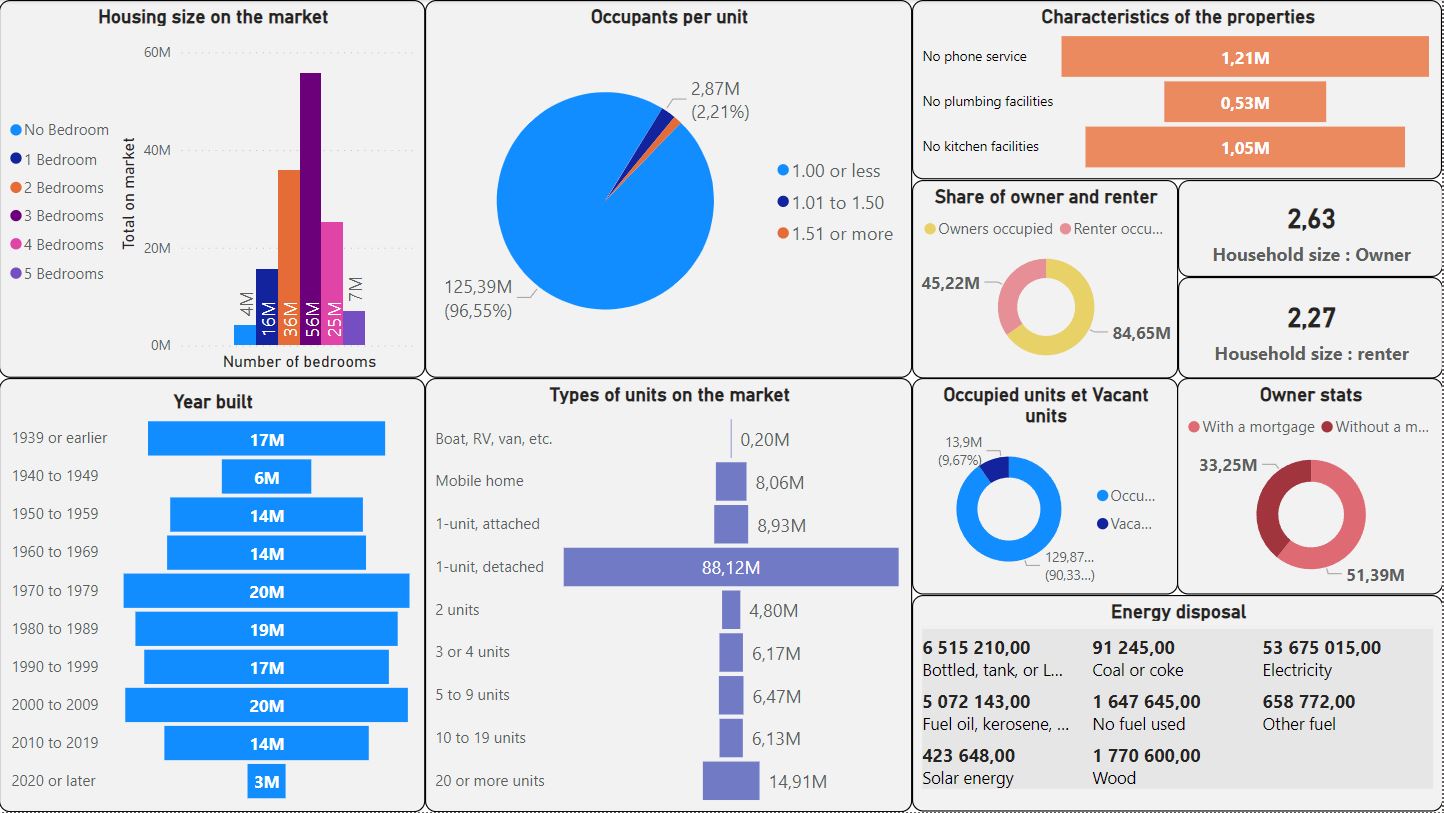 Housing size on the market
No Bedroom
1 Bedroom
2 Bedrooms
3 Bedrooms
4 Bedrooms
5 Bedrooms
Total on market
60M
40M
20M
0M
4M
16M
36M
56M
25M
7M
Number of bedrooms
Occupants per unit
2,87M
(2,21%)
125,39M
(96,55%)
1.00 or less
1.01 to 1.50
1.51 or more
Characteristics of the properties
No phone service 1,21M
No plumbing facilities 0,53M
No kitchen facilities 1,05M
Share of owner and renter
Owners occupied Renter occu...
45,22M
84,65M
2,63
Household size : Owner
2,27
Household size : renter
Year built
1939 or earlier 17M
1940 to 1949 6M
1950 to 1959 14M
1960 to 1969 14M
1970 to 1979 20M
1980 to 1989 19M
1990 to 1999 17M
2000 to 2009 20M
2010 to 2019 14M
2020 or later 3M
Types of units on the market
Boat, RV, van, etc. 0,20M
Mobile home 8,06M
1-unit, attached 8,93M
1-unit, detached 88,12M
2 units 4,80M
3 or 4 units 6,17M
5 to 9 units 6,47M
10 to 19 units 6,13M
20 or more units 14,91M
Occupied units et Vacant
units
13,9M
(9,67%)
Occu...
Vaca...
129,87...
(90,33...)
Owner stats
With a mortgage Without a m...
33,25M
51,39M
Energy disposal
6 515 210,00 91 245,00 53 675 015,00
Bottled, tank, or L... Coal or coke Electricity
5 072 143,00 1 647 645,00 658 772,00
Fuel oil, kerosene, ... No fuel used Other fuel
423 648,00 1 770 600,00
Solar energy Wood